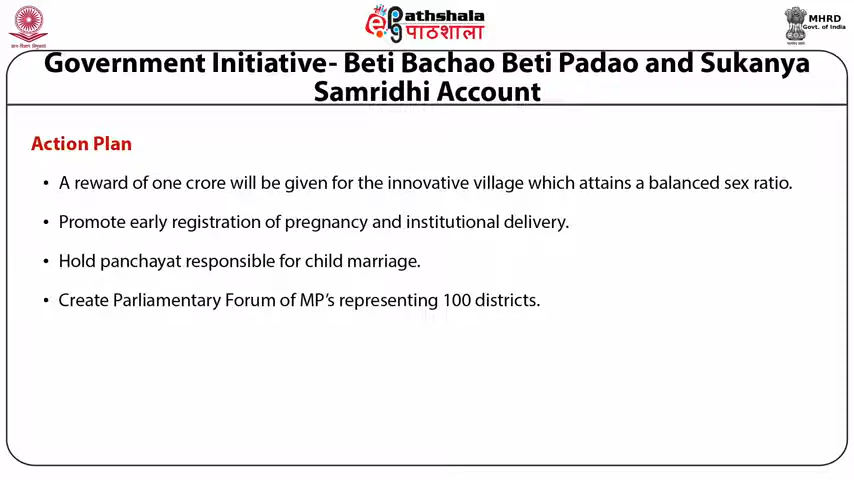 ePathshala
पाठशाला
MHRD
Govt. of India
ज्ञान-विज्ञान विमुक्तये
Government Initiative- Beti Bachao Beti Padao and Sukanya
Samridhi Account
Action Plan
• A reward of one crore will be given for the innovative village which attains a balanced sex ratio.
• Promote early registration of pregnancy and institutional delivery.
• Hold panchayat responsible for child marriage.
• Create Parliamentary Forum of MP’s representing 100 districts.